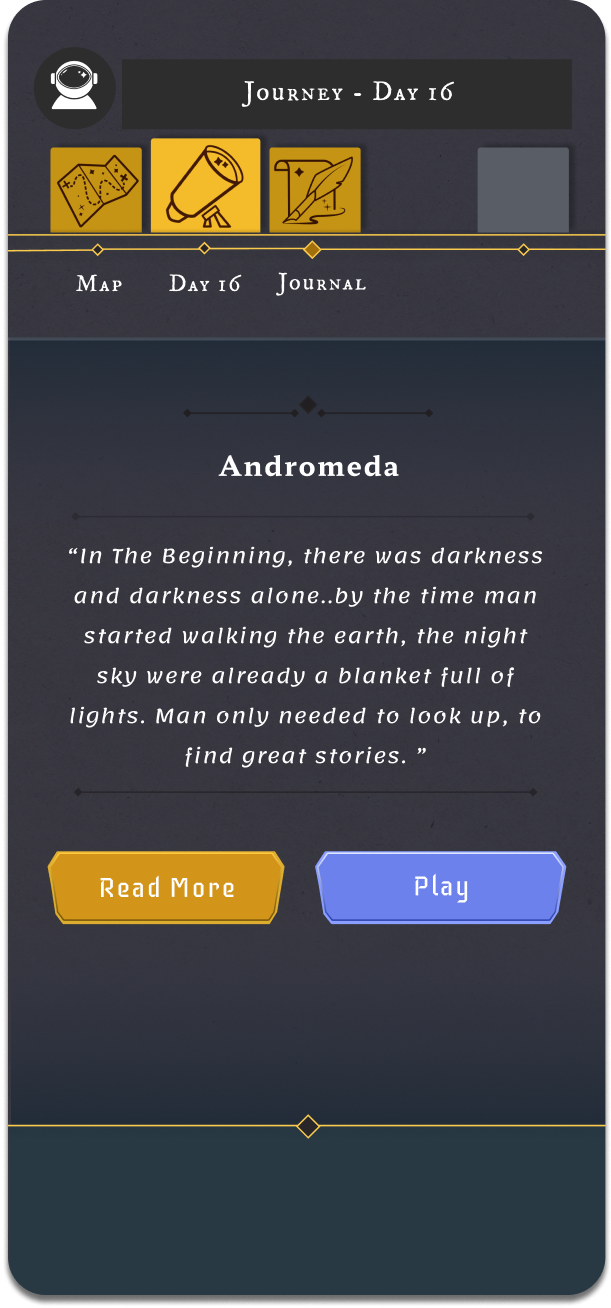 Journey - Day 16
Map
Day 16
Journal
Andromeda
“In The Beginning, there was darkness
and darkness alone..by the time man
started walking the earth, the night
sky were already a blanket full of
lights. Man only needed to look up, to
find great stories. ”
Read More
Play